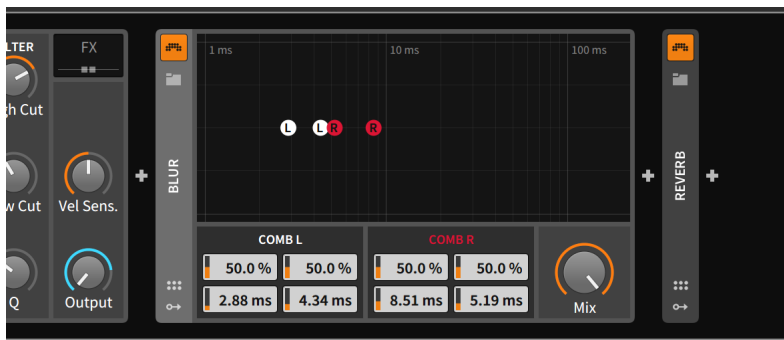 LTER
FX
gh Cut
w Cut
Vel Sens.
Q
Output
BLUR
1 ms
10 ms
100 ms
L
L
R
R
COMB L
COMB R
50.0 %
50.0 %
50.0 %
50.0 %
2.88 ms
4.34 ms
8.51 ms
5.19 ms
Mix
REVERB